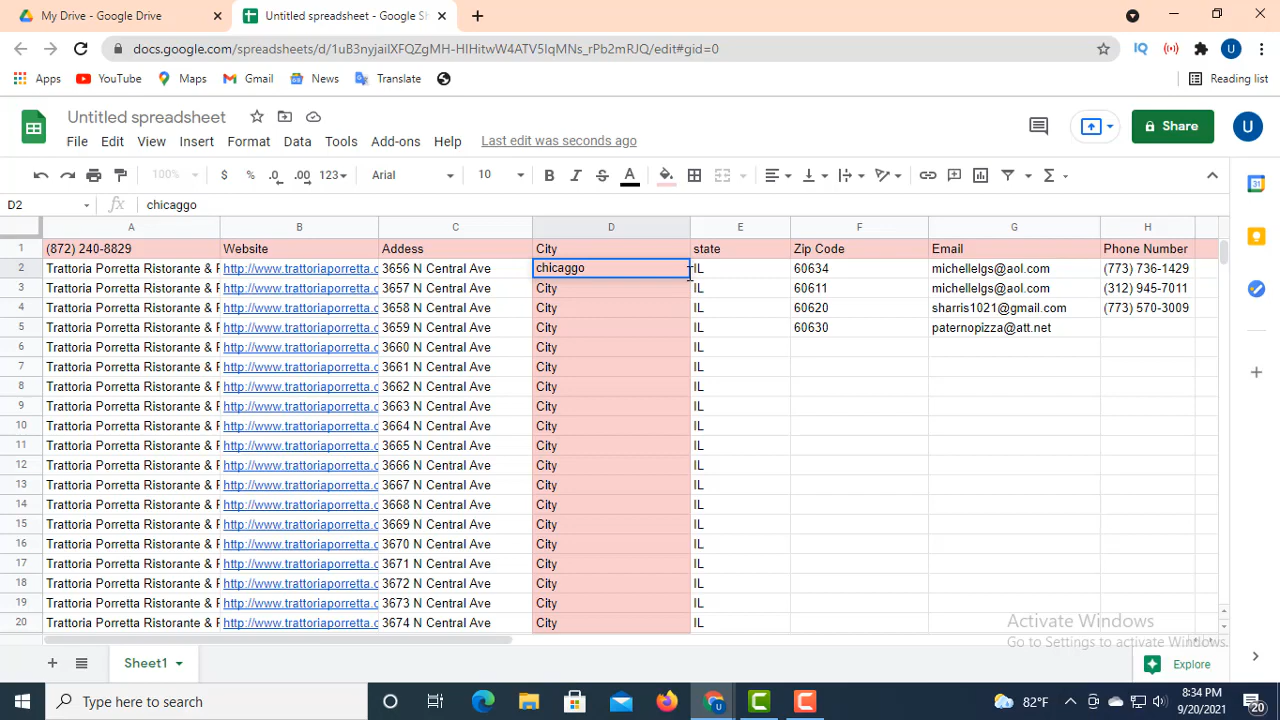 My Drive - Google Drive
Untitled spreadsheet - Google Sh
docs.google.com/spreadsheets/d/1uB3nyjaiIXFQZgMH-HIHitwW4ATV5IqMNs_rPb2mRJQ/edit#gid=0
Apps YouTube Maps Gmail News Translate Reading list
Untitled spreadsheet
File Edit View Insert Format Data Tools Add-ons Help Last edit was seconds ago
Share U
100% $ % .0 .00 123 Arial 10 B I S A
D2 fx chicaggo
A B C D E F G H
1 (872) 240-8829 Website Addess City state Zip Code Email Phone Number
2 Trattoria Porretta Ristorante & P http://www.trattoriaporretta.c 3656 N Central Ave chicaggo IL 60634 michellelgs@aol.com (773) 736-1429
3 Trattoria Porretta Ristorante & P http://www.trattoriaporretta.c 3657 N Central Ave City IL 60611 michellelgs@aol.com (312) 945-7011
4 Trattoria Porretta Ristorante & P http://www.trattoriaporretta.c 3658 N Central Ave City IL 60620 sharris1021@gmail.com (773) 570-3009
5 Trattoria Porretta Ristorante & P http://www.trattoriaporretta.c 3659 N Central Ave City IL 60630 paternopizza@att.net
6 Trattoria Porretta Ristorante & P http://www.trattoriaporretta.c 3660 N Central Ave City IL
7 Trattoria Porretta Ristorante & P http://www.trattoriaporretta.c 3661 N Central Ave City IL
8 Trattoria Porretta Ristorante & P http://www.trattoriaporretta.c 3662 N Central Ave City IL
9 Trattoria Porretta Ristorante & P http://www.trattoriaporretta.c 3663 N Central Ave City IL
10 Trattoria Porretta Ristorante & P http://www.trattoriaporretta.c 3664 N Central Ave City IL
11 Trattoria Porretta Ristorante & P http://www.trattoriaporretta.c 3665 N Central Ave City IL
12 Trattoria Porretta Ristorante & P http://www.trattoriaporretta.c 3666 N Central Ave City IL
13 Trattoria Porretta Ristorante & P http://www.trattoriaporretta.c 3667 N Central Ave City IL
14 Trattoria Porretta Ristorante & P http://www.trattoriaporretta.c 3668 N Central Ave City IL
15 Trattoria Porretta Ristorante & P http://www.trattoriaporretta.c 3669 N Central Ave City IL
16 Trattoria Porretta Ristorante & P http://www.trattoriaporretta.c 3670 N Central Ave City IL
17 Trattoria Porretta Ristorante & P http://www.trattoriaporretta.c 3671 N Central Ave City IL
18 Trattoria Porretta Ristorante & P http://www.trattoriaporretta.c 3672 N Central Ave City IL
19 Trattoria Porretta Ristorante & P http://www.trattoriaporretta.c 3673 N Central Ave City IL
20 Trattoria Porretta Ristorante & P http://www.trattoriaporretta.c 3674 N Central Ave City IL
Activate Windows
Go to Settings to activate Windows.
Sheet1 Explore
Type here to search
82°F
8:34 PM
9/20/2021
20